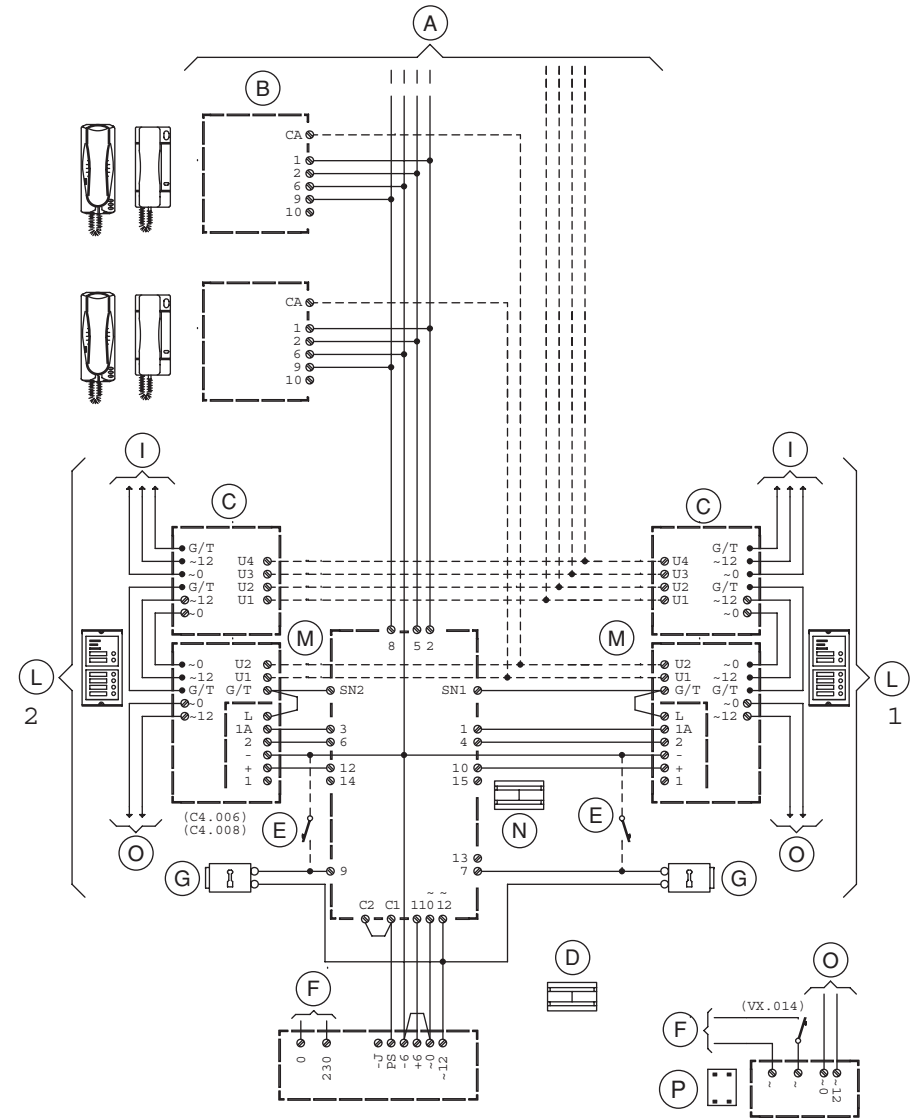 A
B
CA
1
2
6
9
10
CA
1
2
6
9
10
I
I
C
C
G/T
~12
~0
G/T
~12
~0
U4
U3
U2
U1
U4
U3
U2
U1
G/T
~12
~0
G/T
~12
~0
M
M
8 5 2
L
2
L
1
~0
~12
G/T
~0
~12
U2
U1
G/T
L
1A
2
-
+
1
SN2
3
6
12
14
9
SN1
1
4
10
15
13
7
U2
U1
G/T
L
1A
2
-
+
1
~0
~12
G/T
~0
~12
(C4.006)
(C4.008)
E
N
E
O
O
G
G
C2 C1 110 ~ 12 ~
D
F
0
230
-J
PS
-6
+6
~0
~12
O
(VX.014)
F
P
~
~
~0
~12